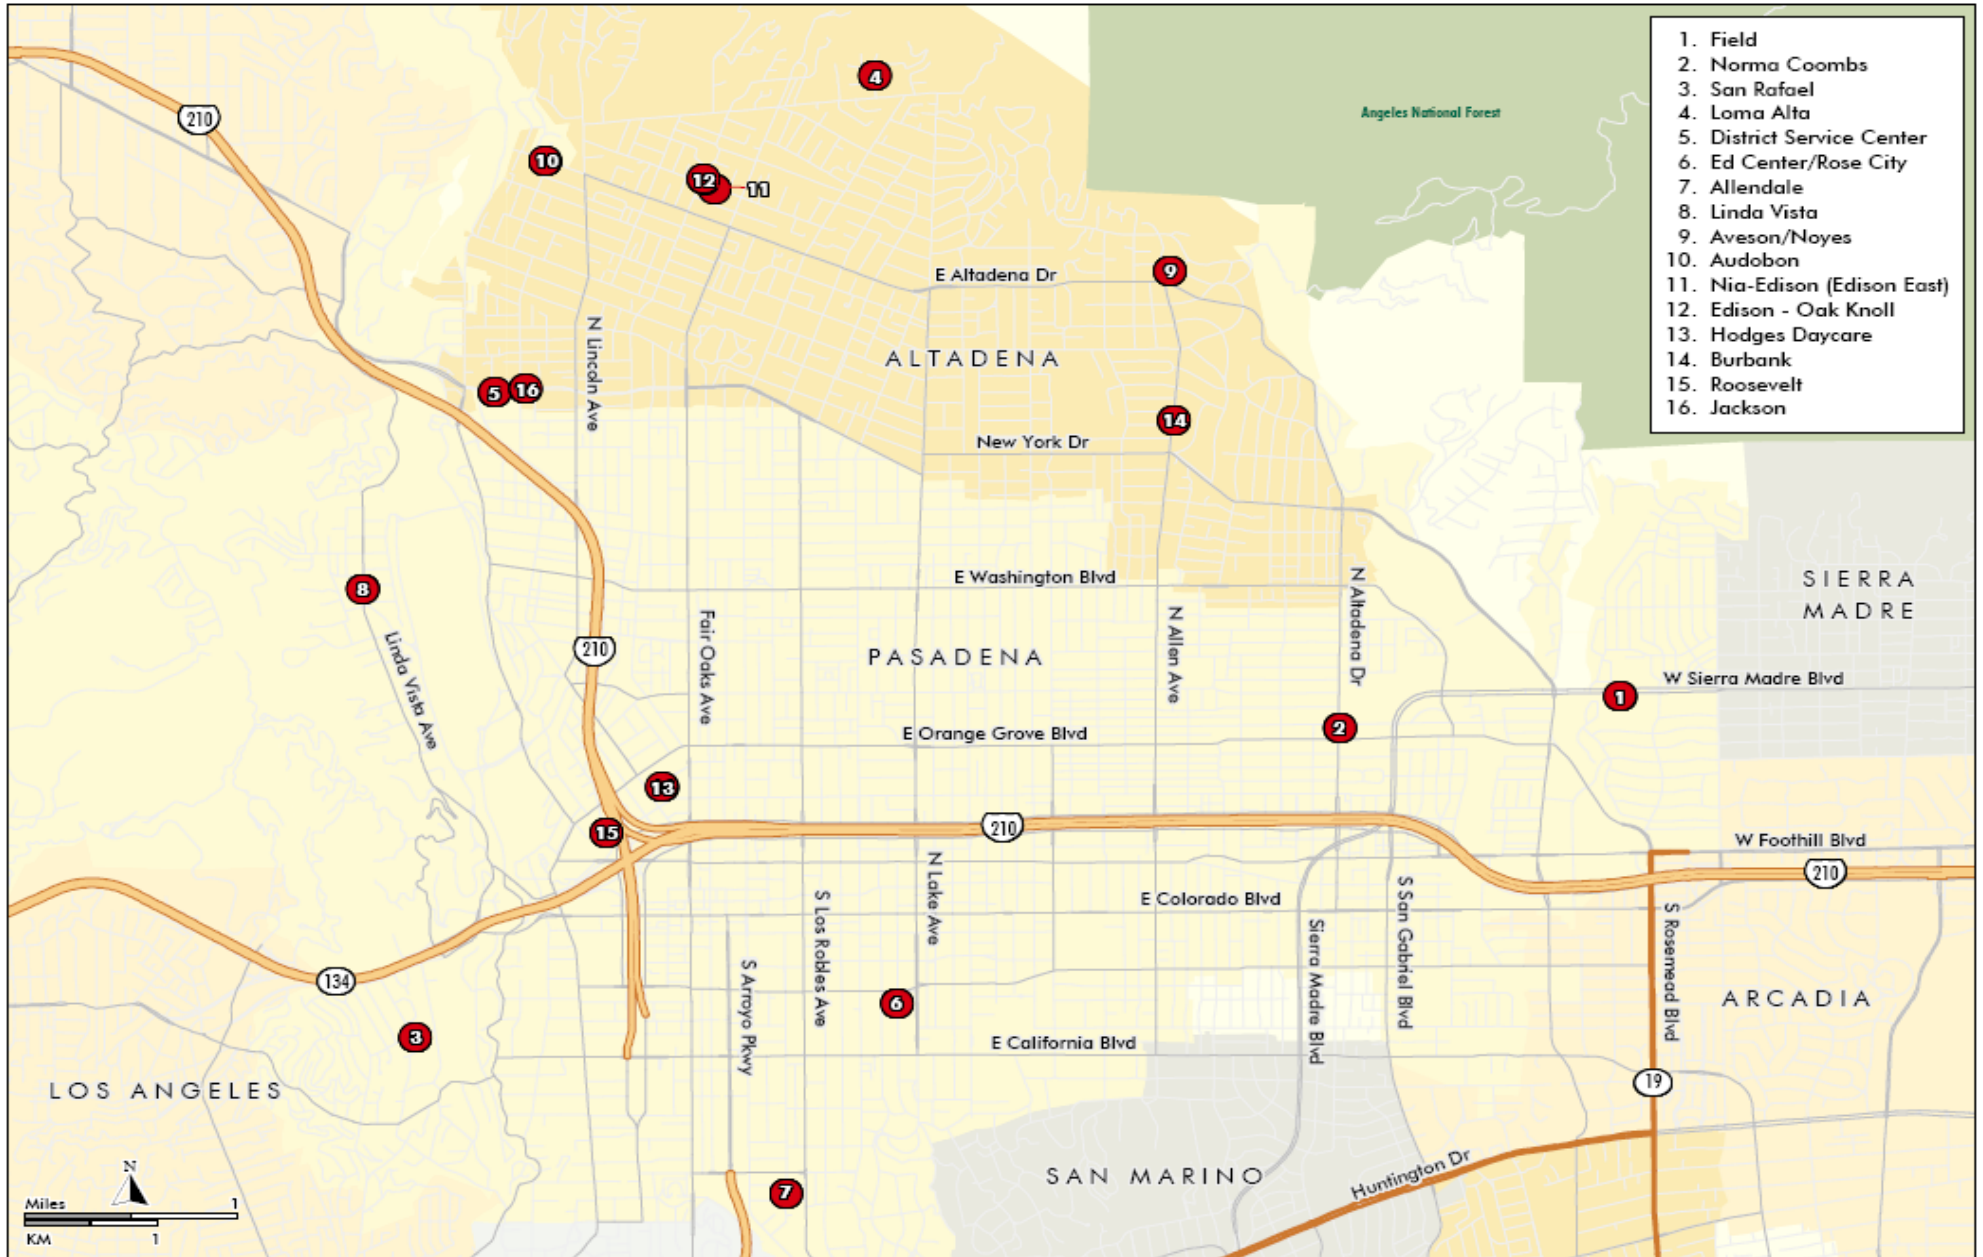 1. Field
2. Norma Coombs
3. San Rafael
4. Loma Alta
5. District Service Center
6. Ed Center/Rose City
7. Allendale
8. Linda Vista
9. Aveson/Noyes
10. Audobon
11. Nia-Edison (Edison East)
12. Edison - Oak Knoll
13. Hodges Daycare
14. Burbank
15. Roosevelt
16. Jackson
Angeles National Forest
4
210
10
12
11
9
E Altadena Dr
N Lincoln Ave
ALTADENA
5
16
14
New York Dr
8
E Washington Blvd
N Altadena Dr
SIERRA
MADRE
210
Linda Vista Ave
Fair Oaks Ave
PASADENA
N Allen Ave
W Sierra Madre Blvd
1
2
E Orange Grove Blvd
13
15
210
W Foothill Blvd
210
N Lake Ave
S Los Robles Ave
E Colorado Blvd
S San Gabriel Blvd
S Rosemead Blvd
Sierra Madre Blvd
134
S Arroyo Pkwy
6
ARCADIA
3
E California Blvd
LOS ANGELES
19
SAN MARINO
Huntington Dr
7
N
Miles 1
KM 1